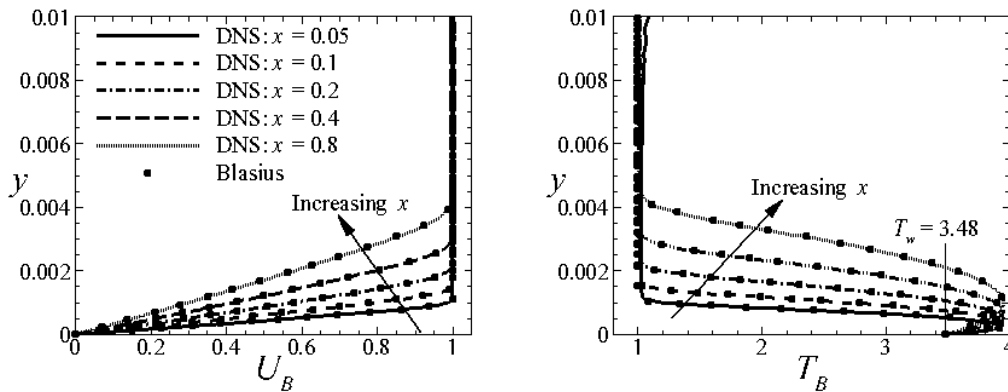 0.01
DNS: x = 0.05
DNS: x = 0.1
0.008
DNS: x = 0.2
DNS: x = 0.4
0.006
DNS: x = 0.8
y
Blasius
0.004
Increasing x
0.002
0
0 0.2 0.4 0.6 0.8 1
U_B
0.01
0.008
0.006
y
Increasing x
0.004
T_w = 3.48
0.002
0
1 2 3 4
T_B